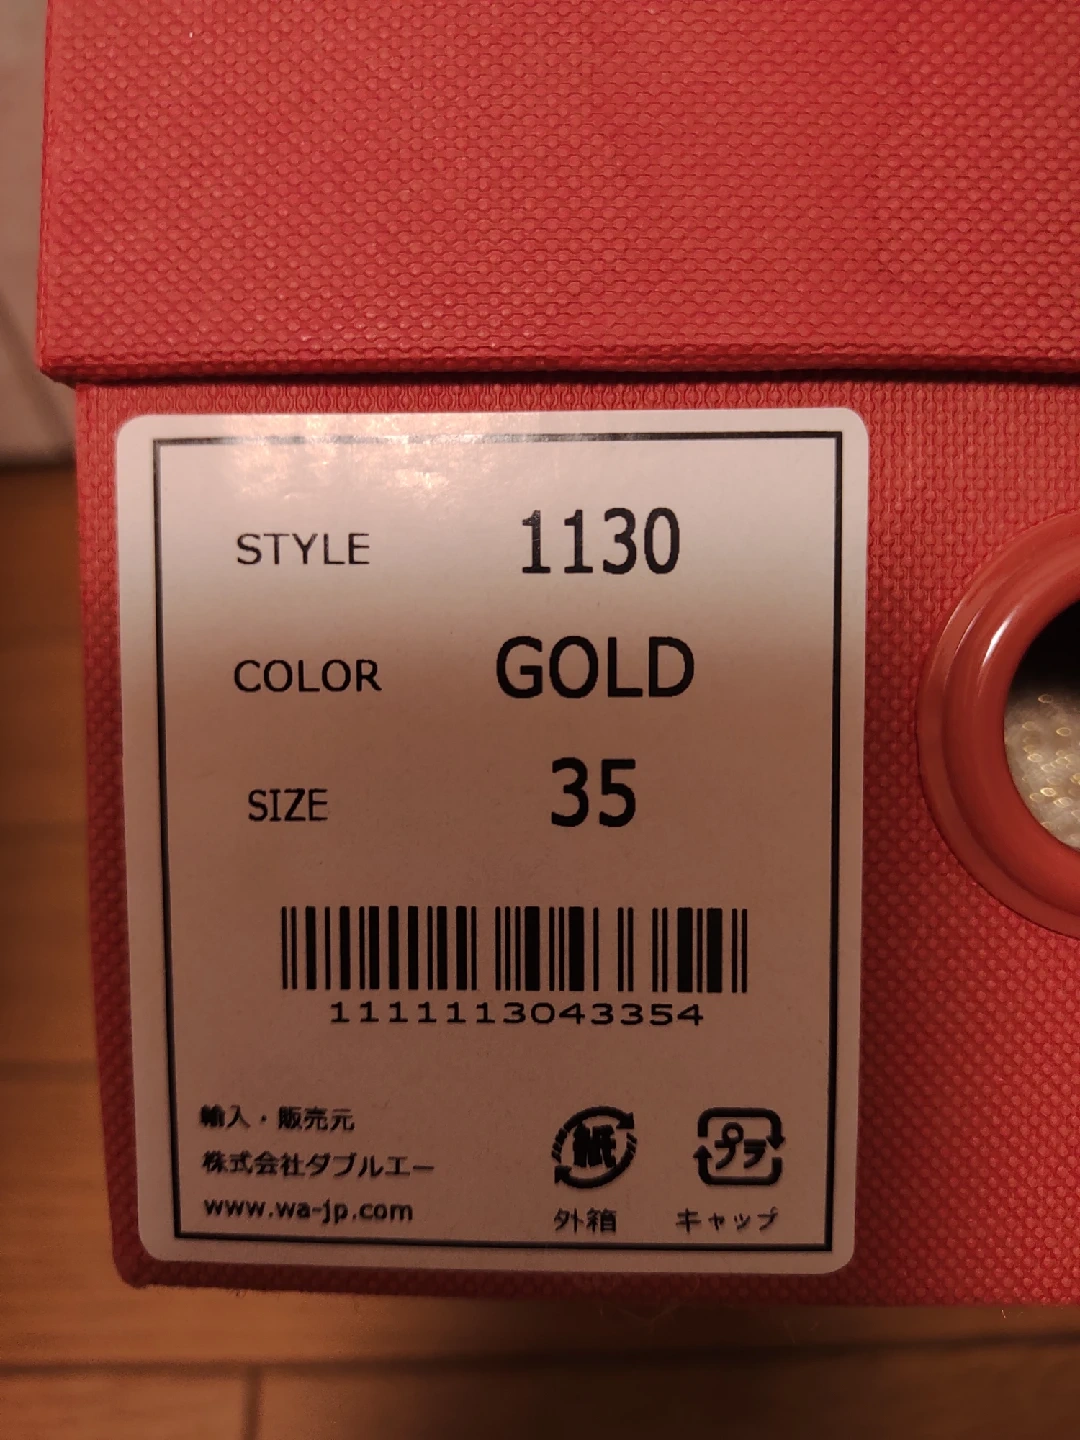 STYLE 1130
COLOR GOLD
SIZE 35
1111113043354
輸入・販売元
株式会社ダブルエー
www.wa-jp.com
紙 プラ
外箱 キャップ